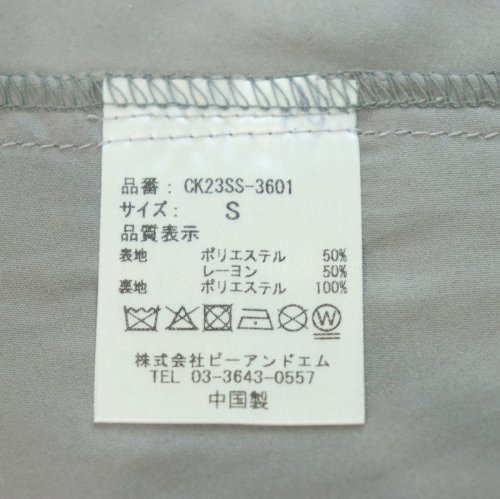 品番: CK23SS-3601
サイズ: S
品質表示
表地 ポリエステル 50%
レーヨン 50%
裏地 ポリエステル 100%
W
株式会社ビーアンドエム
TEL 03-3643-0557
中国製